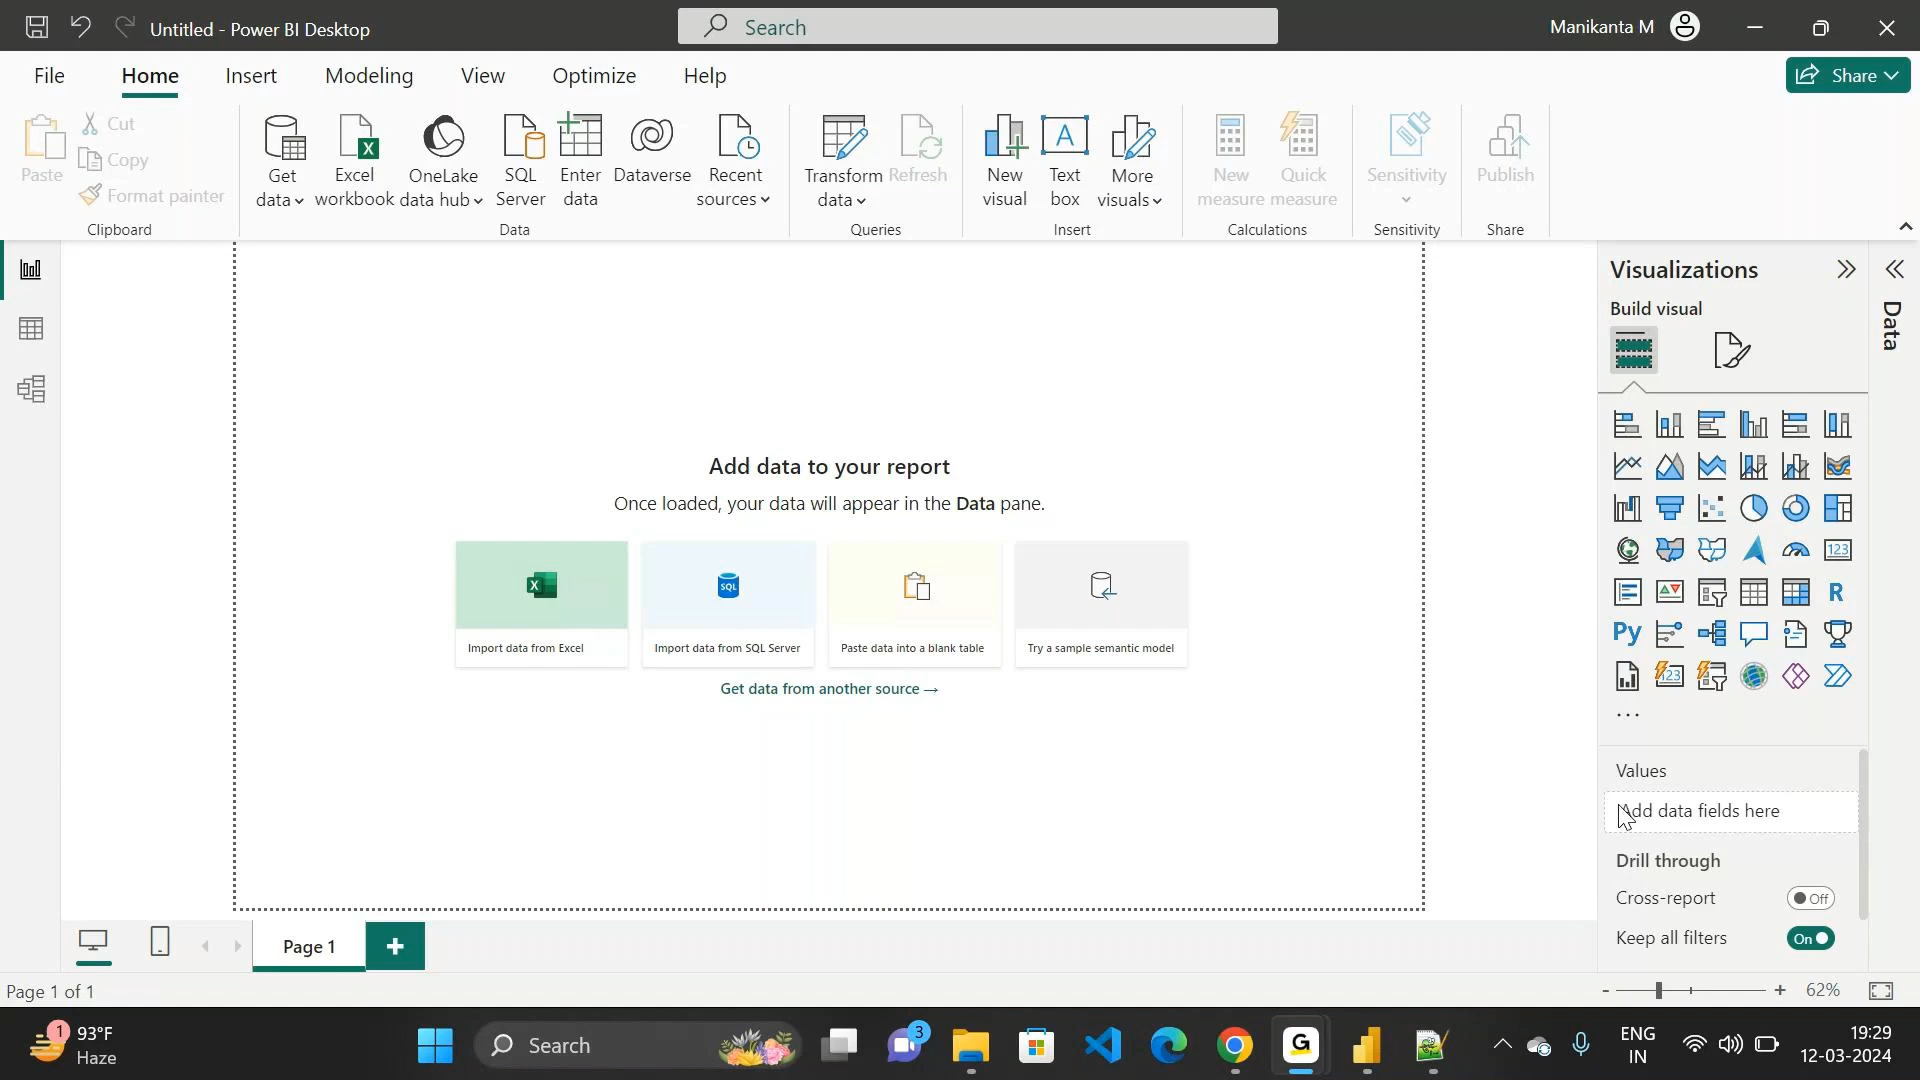 Untitled - Power BI Desktop
Search
Manikanta M
File Home Insert Modeling View Optimize Help
Share
Paste
Cut
Copy
Format painter
Clipboard
Get data
Excel workbook
OneLake data hub
SQL Server
Enter data
Dataverse
Recent sources
Data
Transform data
Refresh
Queries
New visual
Text box
More visuals
Insert
New measure
Quick measure
Calculations
Sensitivity
Sensitivity
Publish
Share
Visualizations
Build visual
Data
Add data to your report
Once loaded, your data will appear in the Data pane.
SQL
Import data from Excel
Import data from SQL Server
Paste data into a blank table
Try a sample semantic model
Get data from another source →
123
R
Py
123
...
Values
Add data fields here
Drill through
Cross-report
Off
Keep all filters
On
Page 1
+
Page 1 of 1
- + 62%
1
93°F
Haze
Search
3
G
ENG
IN
19:29
12-03-2024